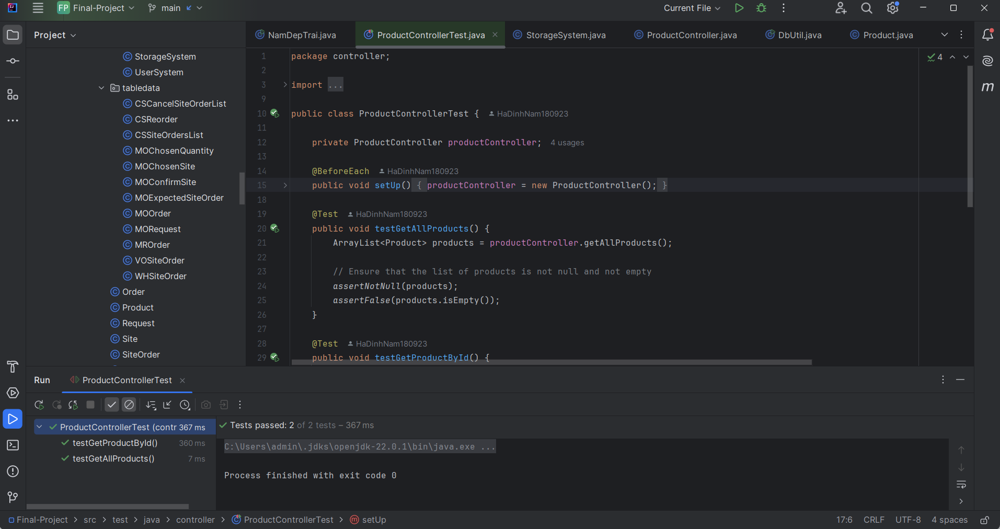 FP Final-Project main Current File
Project
NamDepTrai.java ProductControllerTest.java StorageSystem.java ProductController.java DbUtil.java Product.java
StorageSystem
UserSystem
tabledata
CSCancelSiteOrderList
CSReorder
CSSiteOrdersList
MOChosenQuantity
MOChosenSite
MOConfirmSite
MOExpectedSiteOrder
MOOrder
MORequest
MROrder
VOSiteOrder
WHSiteOrder
Order
Product
Request
Site
SiteOrder
4
1 package controller;
2
3 import ...
9
10 public class ProductControllerTest { HaDinhNam180923
11
12 private ProductController productController; 4 usages
13
14 @BeforeEach HaDinhNam180923
15 public void setUp() { productController = new ProductController(); }
18
19 @Test HaDinhNam180923
20 public void testGetAllProducts() {
21 ArrayList<Product> products = productController.getAllProducts();
22
23 // Ensure that the list of products is not null and not empty
24 assertNotNull(products);
25 assertFalse(products.isEmpty());
26 }
27
28 @Test HaDinhNam180923
29 public void testGetProductById() {
m
Run ProductControllerTest
ProductControllerTest (contr 367 ms
testGetProductById() 360 ms
testGetAllProducts() 7 ms
Tests passed: 2 of 2 tests – 367 ms
C:\Users\admin\.jdks\openjdk-22.0.1\bin\java.exe ...
Process finished with exit code 0
Final-Project > src > test > java > controller > ProductControllerTest > setUp 17:6 CRLF UTF-8 4 spaces